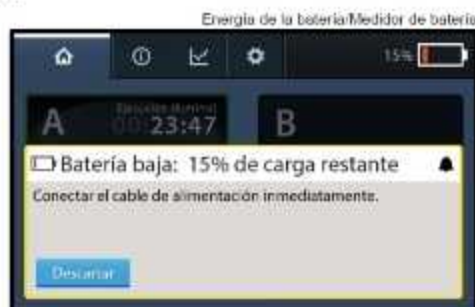 Energía de la batería/Medidor de batería
15%
A
00:23:47
B
Batería baja: 15% de carga restante
Conectar el cable de alimentación inmediatamente.
Descartar